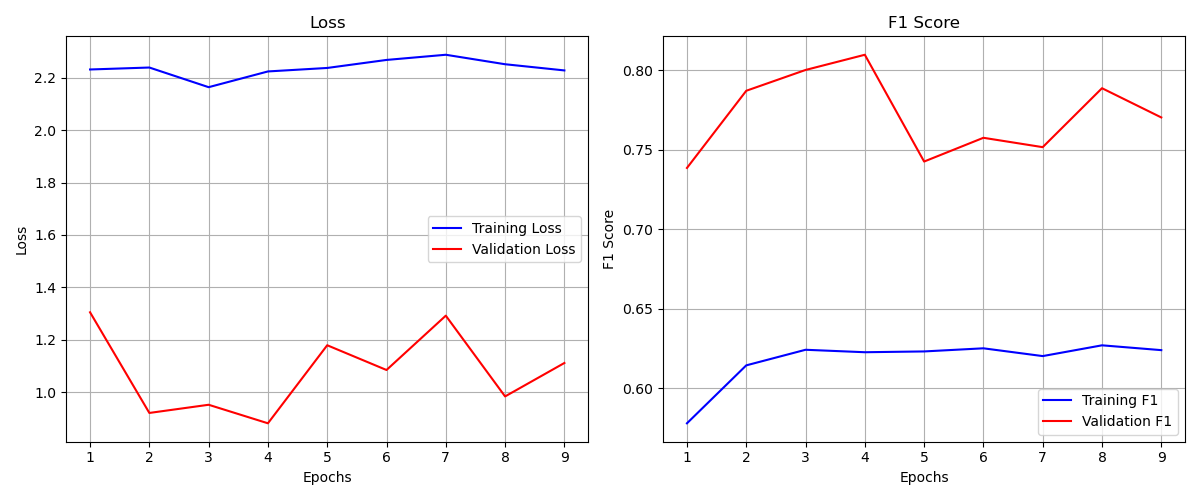 Loss
2.2
2.0
1.8
1.6
1.4
1.2
1.0
Loss
Training Loss
Validation Loss
1 2 3 4 5 6 7 8 9
Epochs
F1 Score
0.80
0.75
0.70
0.65
0.60
F1 Score
Training F1
Validation F1
1 2 3 4 5 6 7 8 9
Epochs